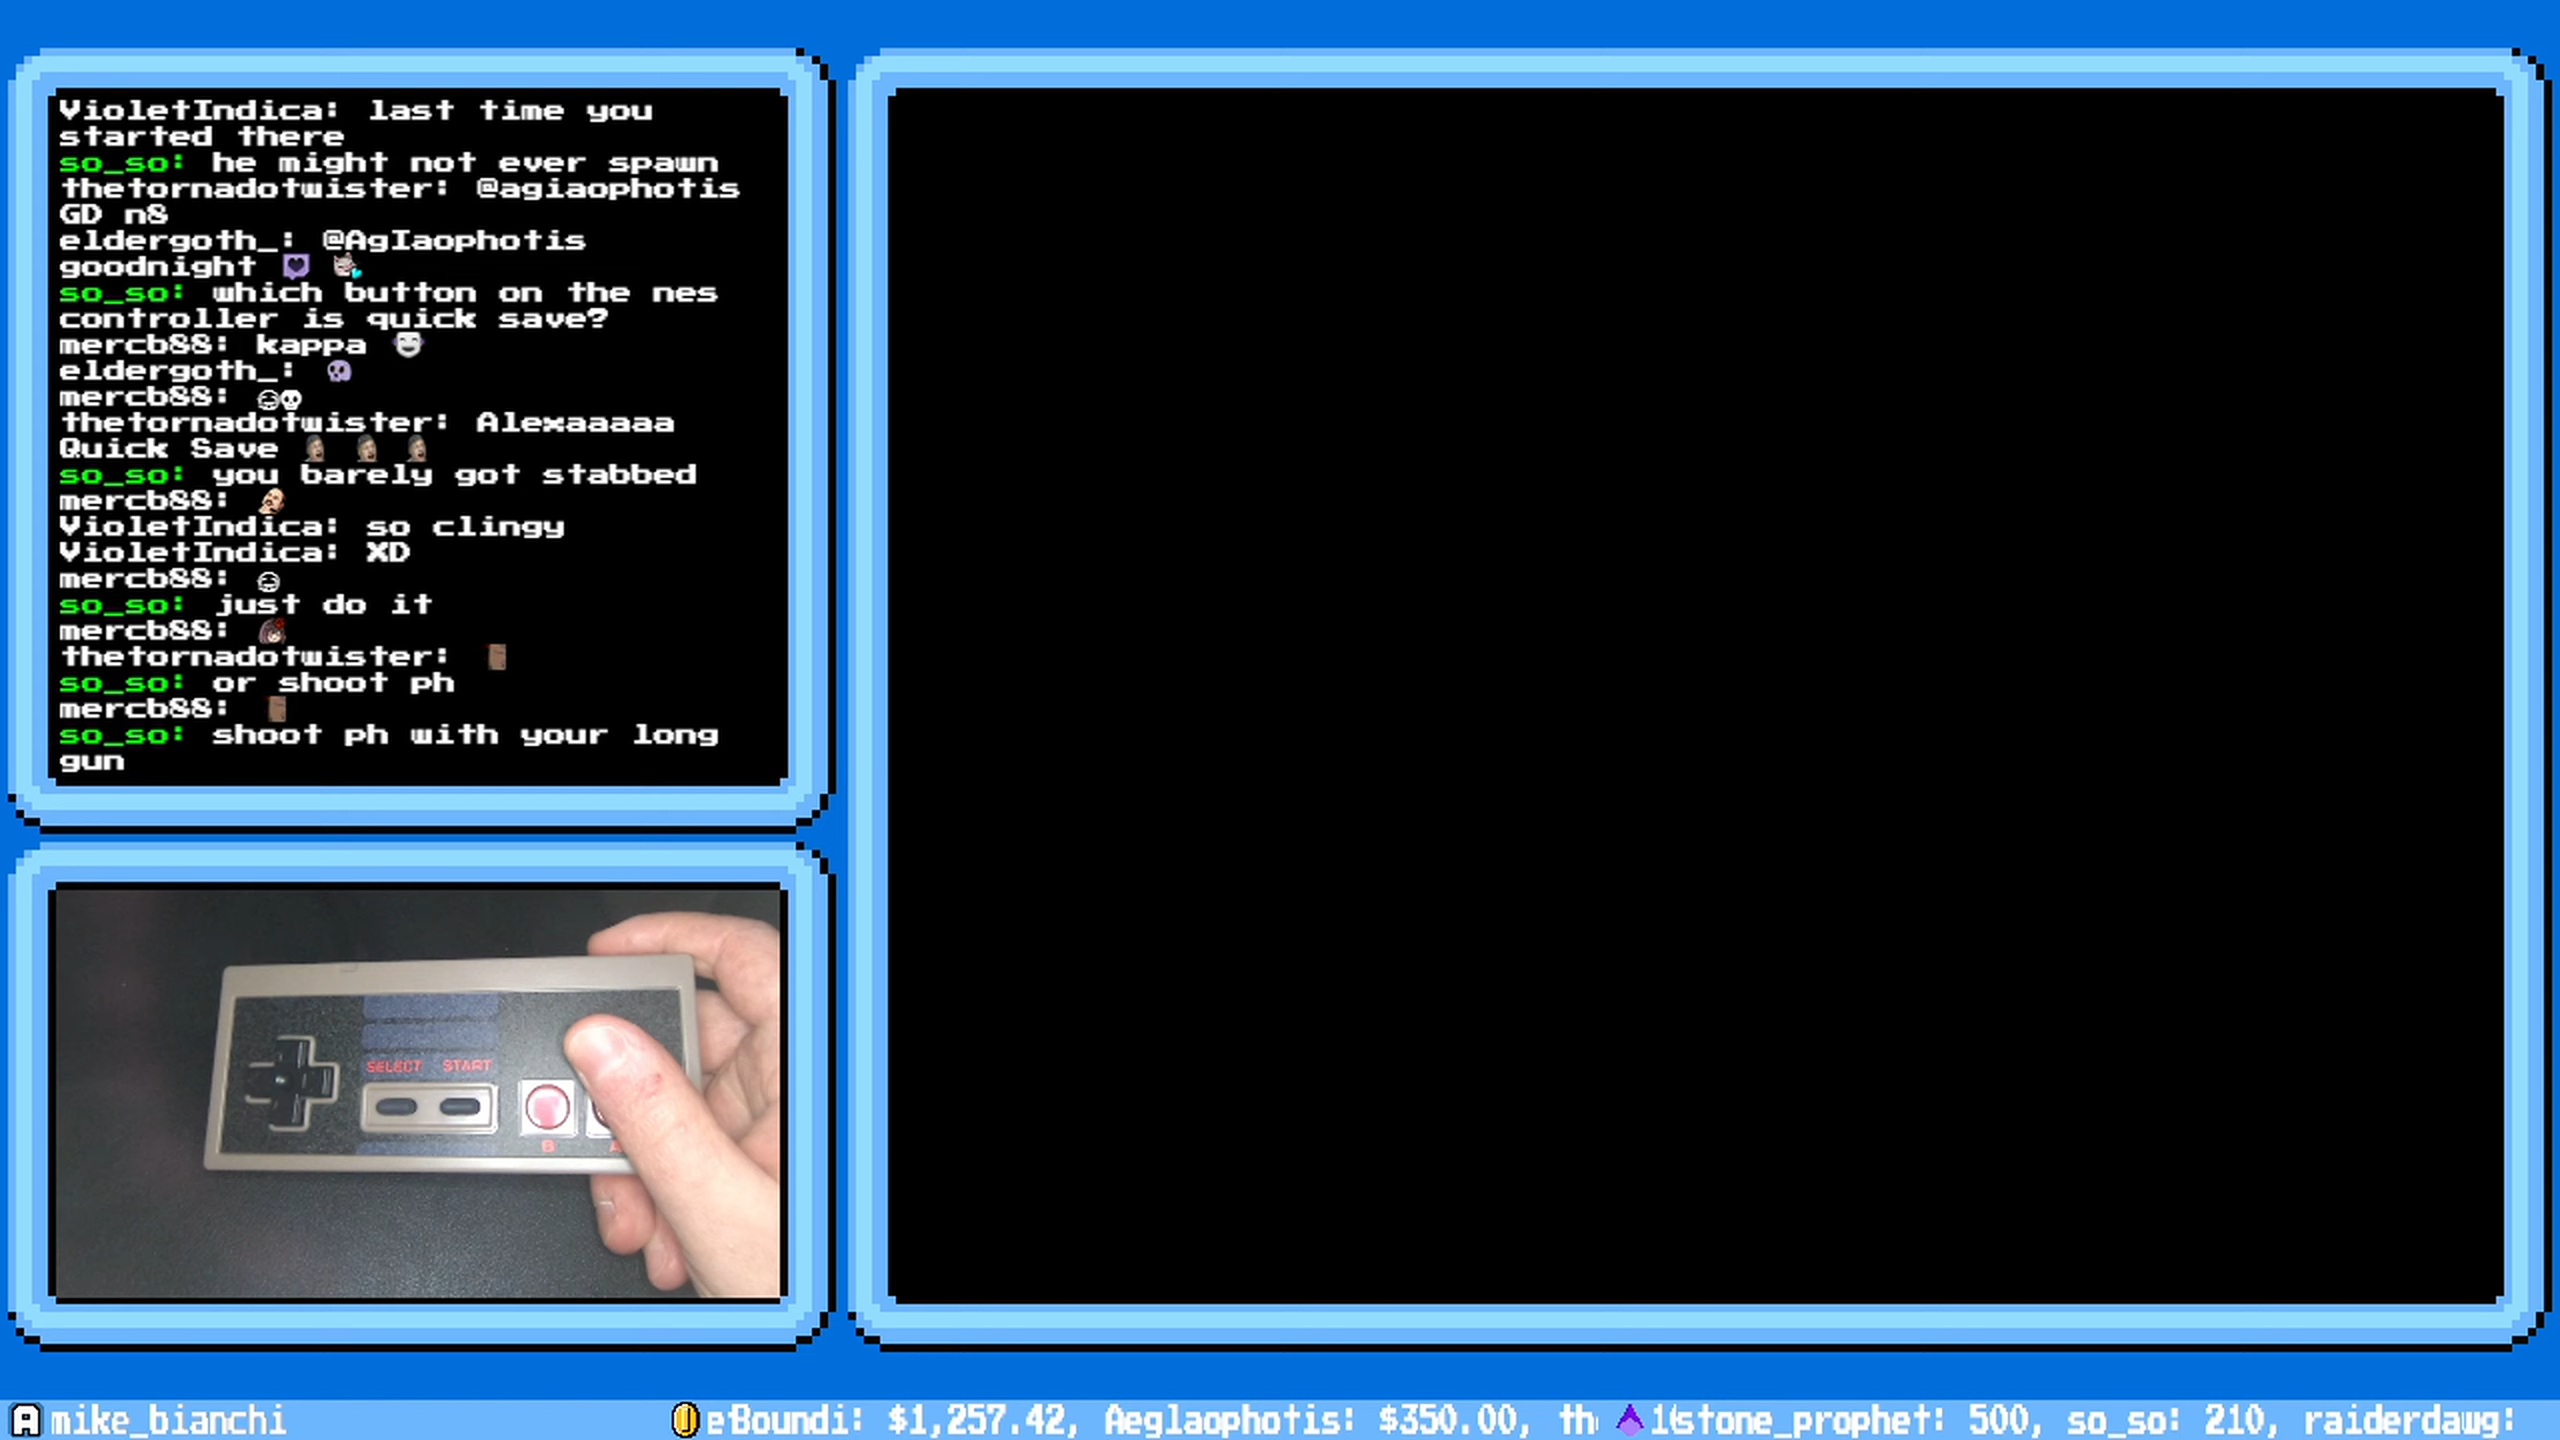 VioletIndica: last time you
started there
so_so: he might not ever spawn
thetornadotwister: @agiaophotis
GD n8
eldergoth_: @AgIaophotis
goodnight
so_so: which button on the nes
controller is quick save?
mercb88: kappa
eldergoth_:
mercb88:
thetornadotwister: Alexaaaaa
Quick Save
so_so: you barely got stabbed
mercb88:
VioletIndica: so clingy
VioletIndica: XD
mercb88:
so_so: just do it
mercb88:
thetornadotwister:
so_so: or shoot ph
mercb88:
so_so: shoot ph with your long
gun
SELECT START
B
A mike_bianchi
eBoundi: $1,257.42, Aeglaophotis: $350.00, th
stone_prophet: 500, so_so: 210, raiderdawg: